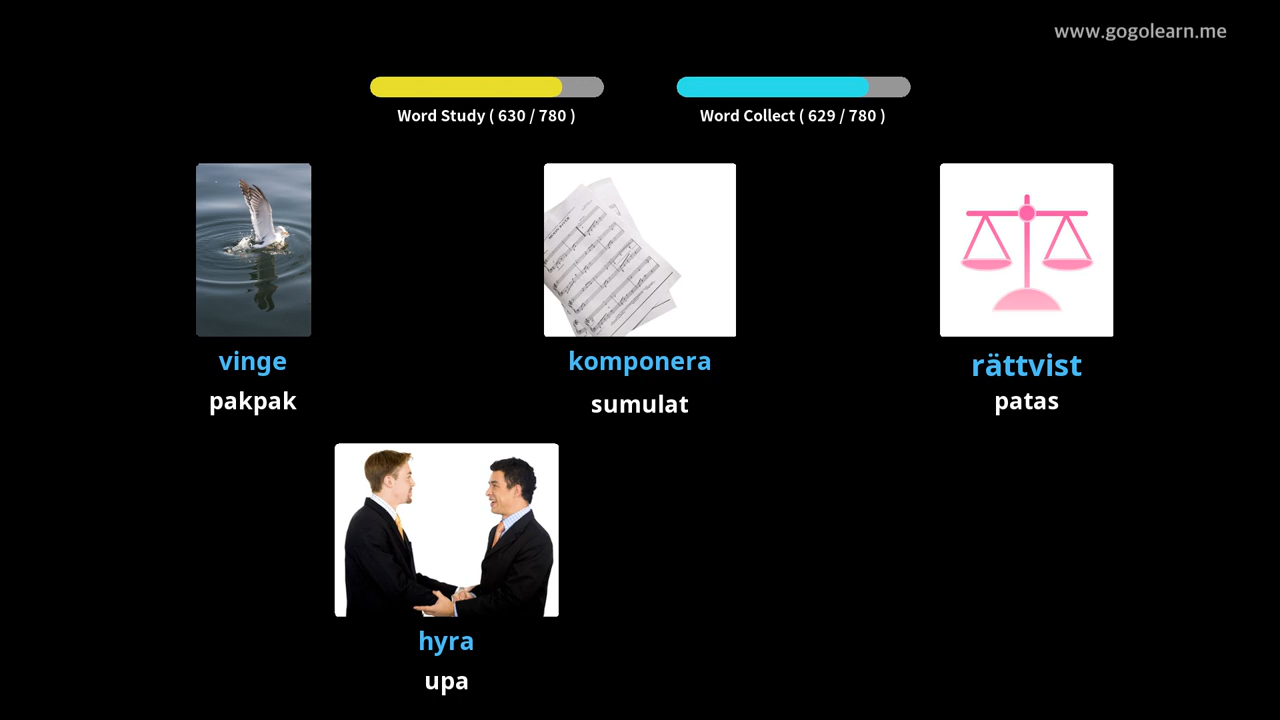 www.gogolearn.me
Word Study ( 630 / 780 )
Word Collect ( 629 / 780 )
vinge
pakpak
komponera
sumulat
rättvist
patas
hyra
upa